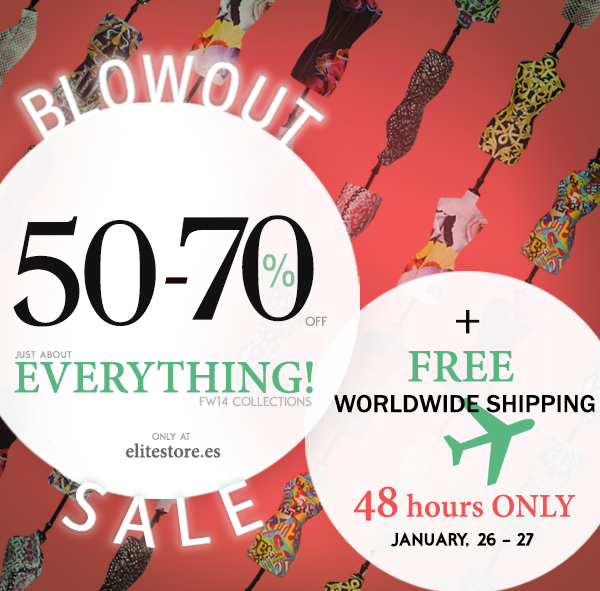 BLOWOUT
50-70%
OFF
JUST ABOUT
EVERYTHING!
FW14 COLLECTIONS
ONLY AT
elitestore.es
SALE
+
FREE
WORLDWIDE SHIPPING
48 hours ONLY
JANUARY, 26 - 27